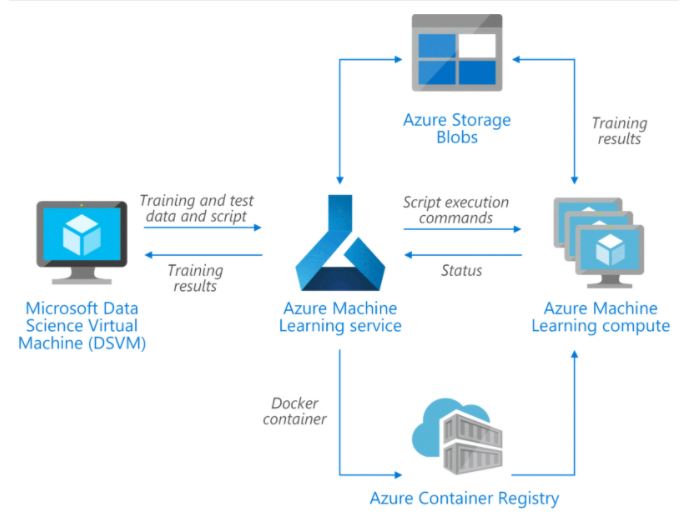 Azure Storage
Blobs
Training
results
Training and test
data and script
Script execution
commands
Training
results
Status
Microsoft Data
Science Virtual
Machine (DSVM)
Azure Machine
Learning service
Azure Machine
Learning compute
Docker
container
Azure Container Registry